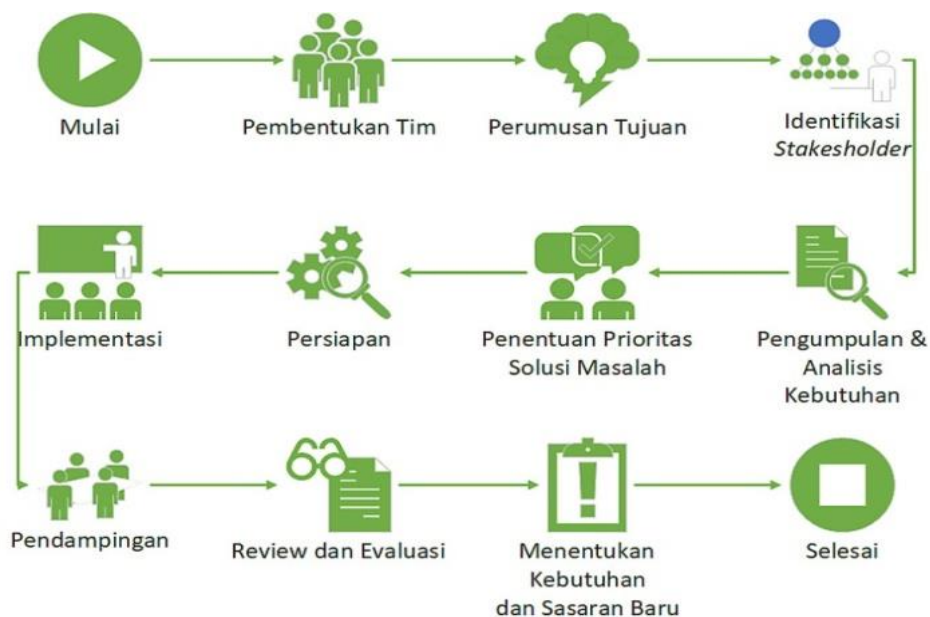 Mulai
Pembentukan Tim
Perumusan Tujuan
Identifikasi
Stakesholder
Pengumpulan &
Analisis
Kebutuhan
Penentuan Prioritas
Solusi Masalah
Persiapan
Implementasi
Pendampingan
Review dan Evaluasi
Menentukan
Kebutuhan
dan Sasaran Baru
Selesai